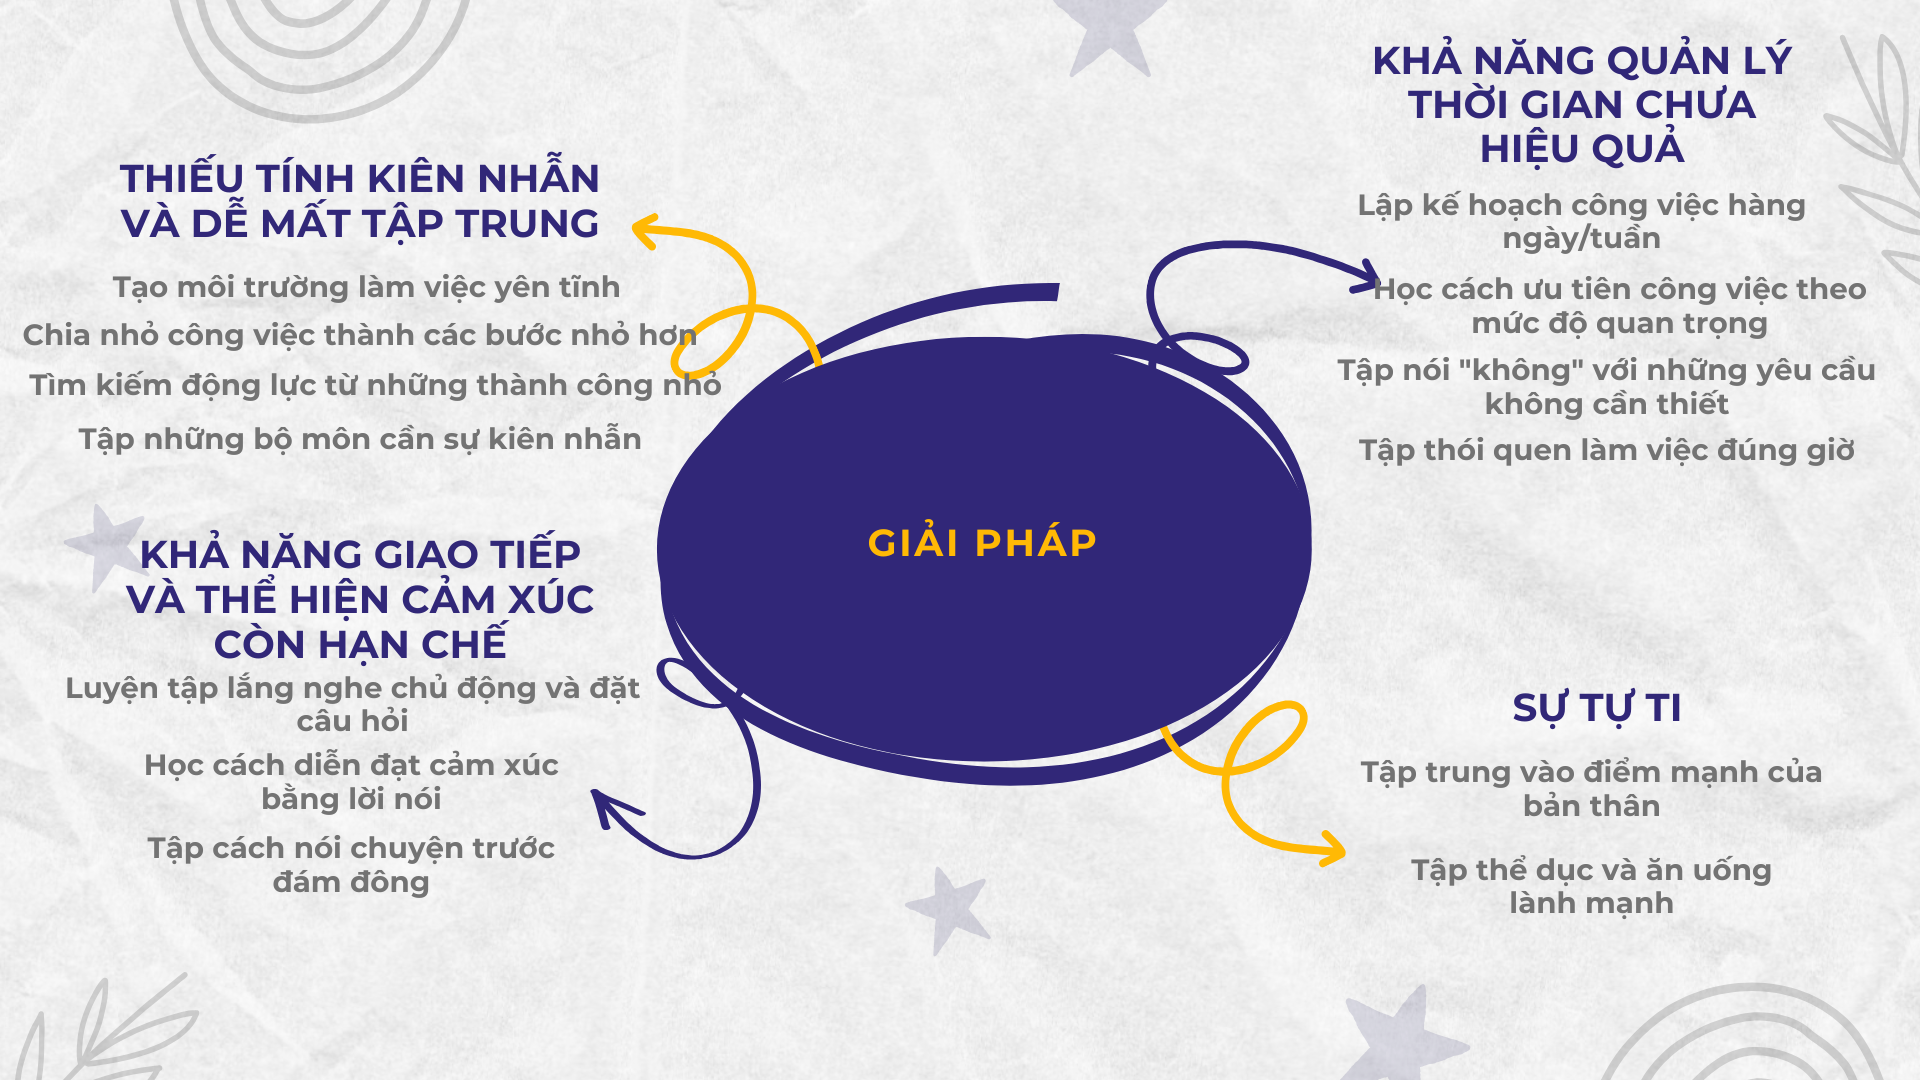 THIẾU TÍNH KIÊN NHẪN
VÀ DỄ MẤT TẬP TRUNG
Tạo môi trường làm việc yên tĩnh
Chia nhỏ công việc thành các bước nhỏ hơn
Tìm kiếm động lực từ những thành công nhỏ
Tập những bộ môn cần sự kiên nhẫn
KHẢ NĂNG QUẢN LÝ
THỜI GIAN CHƯA
HIỆU QUẢ
Lập kế hoạch công việc hàng
ngày/tuần
Học cách ưu tiên công việc theo
mức độ quan trọng
Tập nói "không" với những yêu cầu
không cần thiết
Tập thói quen làm việc đúng giờ
GIẢI PHÁP
KHẢ NĂNG GIAO TIẾP
VÀ THỂ HIỆN CẢM XÚC
CÒN HẠN CHẾ
Luyện tập lắng nghe chủ động và đặt
câu hỏi
Học cách diễn đạt cảm xúc
bằng lời nói
Tập cách nói chuyện trước
đám đông
SỰ TỰ TI
Tập trung vào điểm mạnh của
bản thân
Tập thể dục và ăn uống
lành mạnh